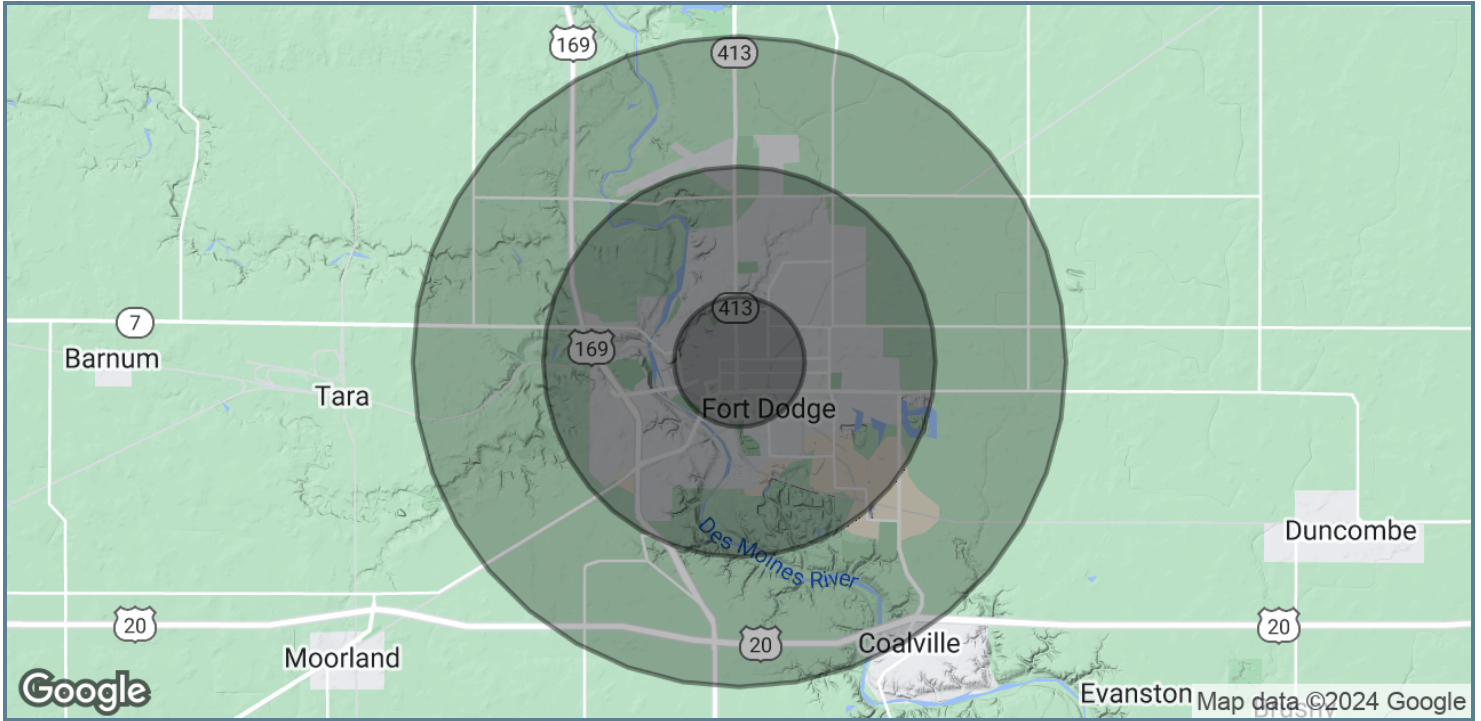 169
413
413
7
169
Barnum
Tara
Fort Dodge
Des Moines River
Duncombe
20
20
20
Moorland
Coalville
Google
Evanston
Map data ©2024 Google